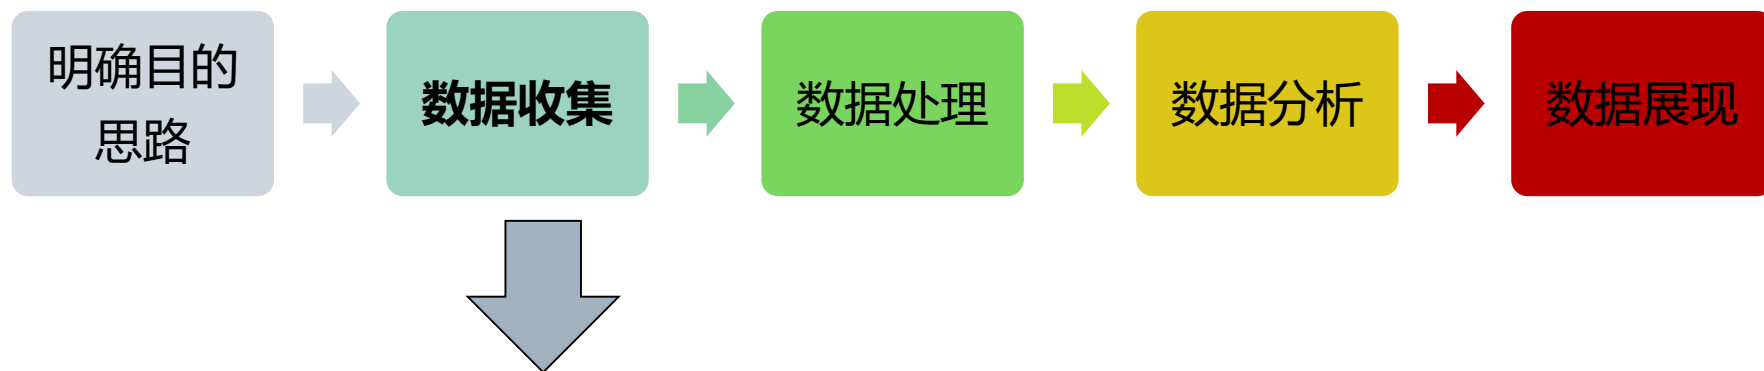 明确目的
思路
数据收集
数据处理
数据分析
数据展现